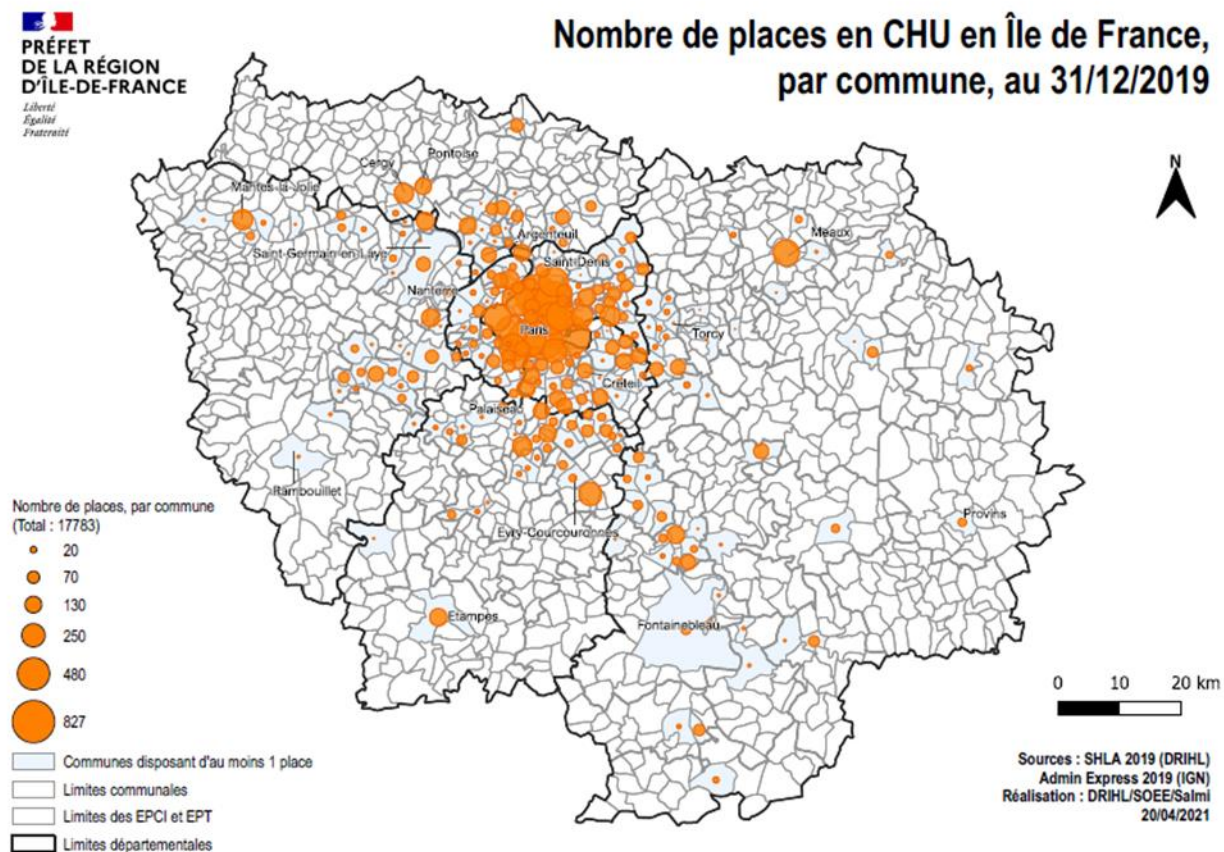 PRÉFET
DE LA RÉGION
D'ÎLE-DE-FRANCE
Liberté
Égalité
Fraternité
Nombre de places en CHU en Île de France,
par commune, au 31/12/2019
N
Pontoise
Cergy
Mantes-la-Jolie
Argenteuil
Meaux
Saint-Germain-en-Laye
Saint-Denis
Nanterre
Paris
Torcy
Créteil
Palaiseau
Rambouillet
Evry-Courcouronnes
Provins
Etampes
Fontainebleau
Nombre de places, par commune
(Total : 17783)
20
70
130
250
480
827
Communes disposant d'au moins 1 place
Limites communales
Limites des EPCI et EPT
Limites départementales
0 10 20 km
Sources : SHLA 2019 (DRIHL)
Admin Express 2019 (IGN)
Réalisation : DRIHL/SOEE/Salmi
20/04/2021